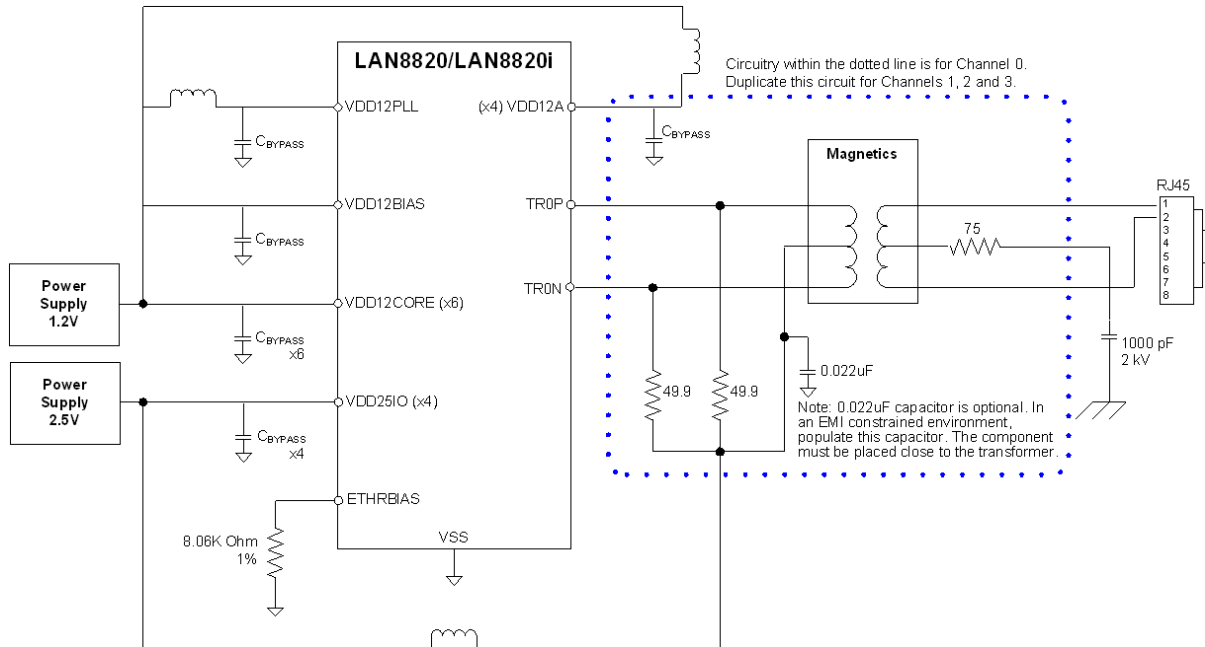 LAN8820/LAN8820i
Circuitry within the dotted line is for Channel 0.
Duplicate this circuit for Channels 1, 2 and 3.
VDD12PLL
(x4) VDD12A
CBYPASS
CBYPASS
Magnetics
RJ45
VDD12BIAS
TR0P
1
2
3
4
5
6
7
8
75
CBYPASS
Power
Supply
1.2V
TR0N
VDD12CORE (x6)
CBYPASS
x6
1000 pF
2 kV
Power
Supply
2.5V
VDD25IO (x4)
49.9
49.9
0.022uF
CBYPASS
x4
Note: 0.022uF capacitor is optional. In
an EMI constrained environment,
populate this capacitor. The component
must be placed close to the transformer.
ETHRBIAS
8.06K Ohm
1%
VSS